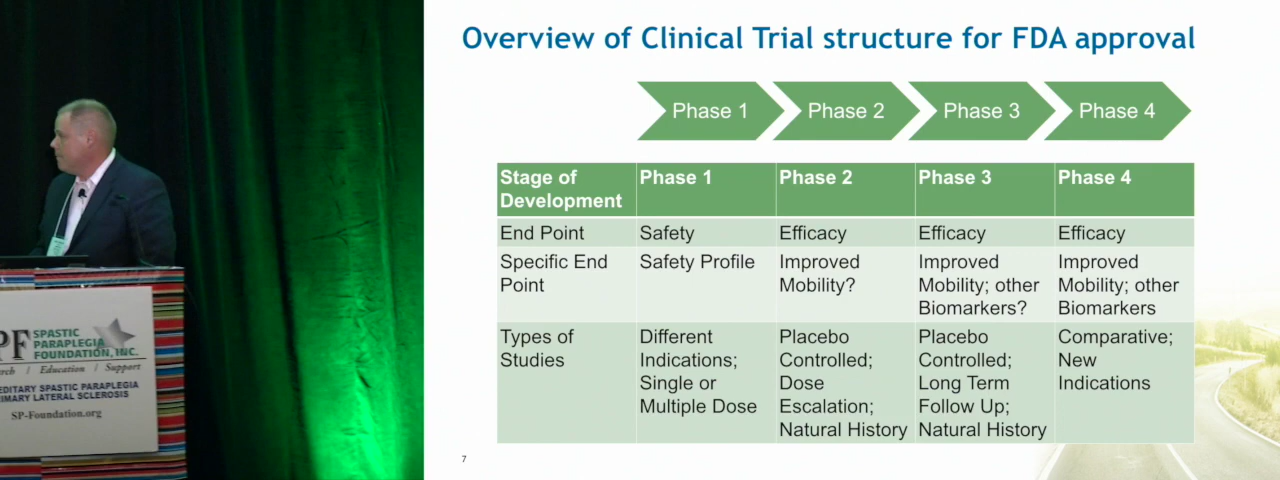 Overview of Clinical Trial structure for FDA approval
Phase 1
Phase 2
Phase 3
Phase 4
Stage of
Development
Phase 1
Phase 2
Phase 3
Phase 4
End Point
Safety
Efficacy
Efficacy
Efficacy
Specific End
Point
Safety Profile
Improved
Mobility?
Improved
Mobility; other
Biomarkers?
Improved
Mobility; other
Biomarkers
Types of
Studies
Different
Indications;
Single or
Multiple Dose
Placebo
Controlled;
Dose
Escalation;
Natural History
Placebo
Controlled;
Long Term
Follow Up;
Natural History
Comparative;
New
Indications
7
PF
SPASTIC
PARAPLEGIA
FOUNDATION, INC.
rch / Education / Support
EDITARY SPASTIC PARAPLEGIA
IMARY LATERAL SCLEROSIS
SP-Foundation.org